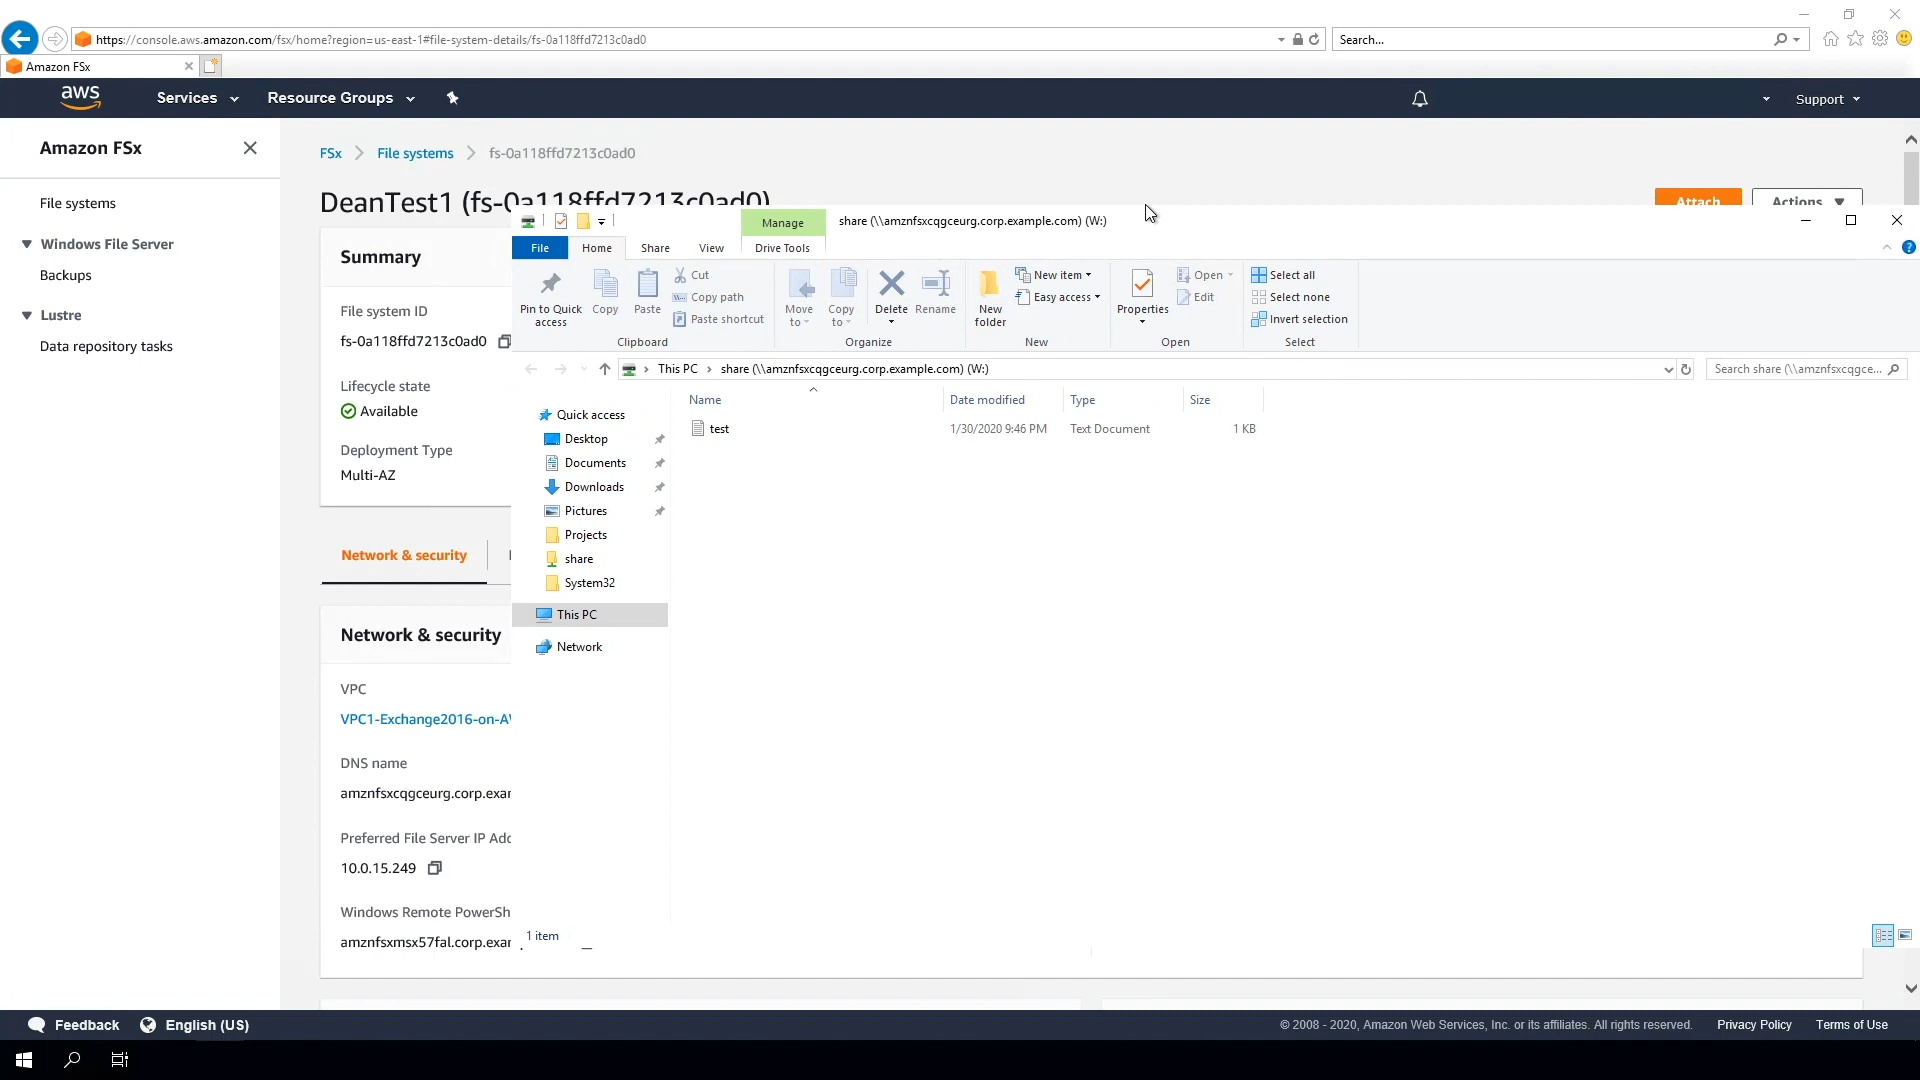 https://console.aws.amazon.com/fsx/home?region=us-east-1#file-system-details/fs-0a118ffd7213c0ad0
Search...
Amazon FSx
aws
Services
Resource Groups
Support
Amazon FSx
File systems
Windows File Server
Backups
Lustre
Data repository tasks
FSx
File systems
fs-0a118ffd7213c0ad0
DeanTest1 (fs-0a118ffd7213c0ad0)
Attach
Actions
Summary
File system ID
fs-0a118ffd7213c0ad0
Lifecycle state
Available
Deployment Type
Multi-AZ
Network & security
Network & security
VPC
VPC1-Exchange2016-on-A
DNS name
amznfsxcqgceurg.corp.exar
Preferred File Server IP Adc
10.0.15.249
Windows Remote PowerSh
amznfsxmsx57fal.corp.exar
Manage
share (\\amznfsxcqgceurg.corp.example.com) (W:)
File
Home
Share
View
Drive Tools
Pin to Quick access
Copy
Paste
Cut
Copy path
Paste shortcut
Clipboard
Move to
Copy to
Delete
Rename
Organize
New folder
New item
Easy access
New
Properties
Open
Edit
Open
Select all
Select none
Invert selection
Select
This PC
share (\\amznfsxcqgceurg.corp.example.com) (W:)
Search share (\\amznfsxcqgce...
Name
Date modified
Type
Size
test
1/30/2020 9:46 PM
Text Document
1 KB
Quick access
Desktop
Documents
Downloads
Pictures
Projects
share
System32
This PC
Network
1 item
Feedback
English (US)
© 2008 - 2020, Amazon Web Services, Inc. or its affiliates. All rights reserved.
Privacy Policy
Terms of Use